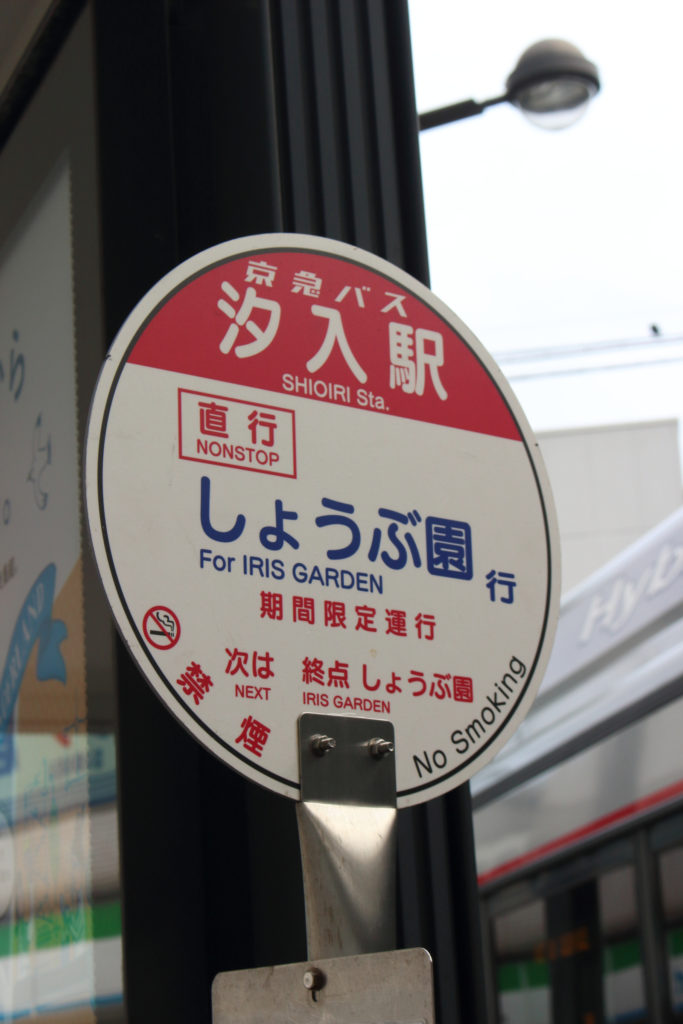 京急バス
汐入駅
SHIOIRI Sta.
直行
NONSTOP
しょうぶ園行
For IRIS GARDEN
期間限定運行
次は 終点 しょうぶ園
NEXT IRIS GARDEN
禁煙
No Smoking
Hyb